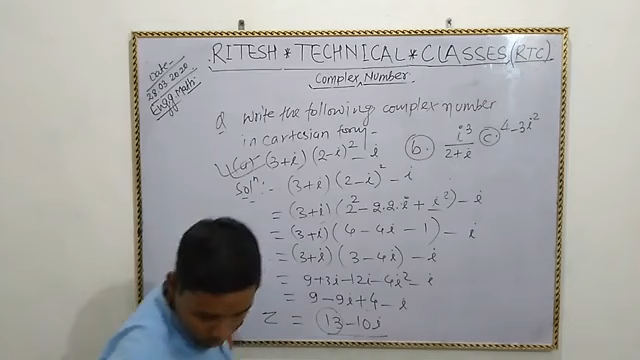 RITESH * TECHNICAL * CLASSES (RTC)
Complex Number
Date-
28.03.2020
Engg. Math.
Q Write the following complex number
in cartesian form-
(a) (3+i)(2-i)² - i (b. i³/(2+i) (c. 4-3i²
Solⁿ:- (3+i)(2-i)² - i
= (3+i)(2² - 2.2.i + i²) - i
= (3+i)(4 - 4i - 1) - i
= (3+i)(3-4i) - i
= 9+3i-12i-4i² - i
= 9-9i+4-i
Z = 13-10i